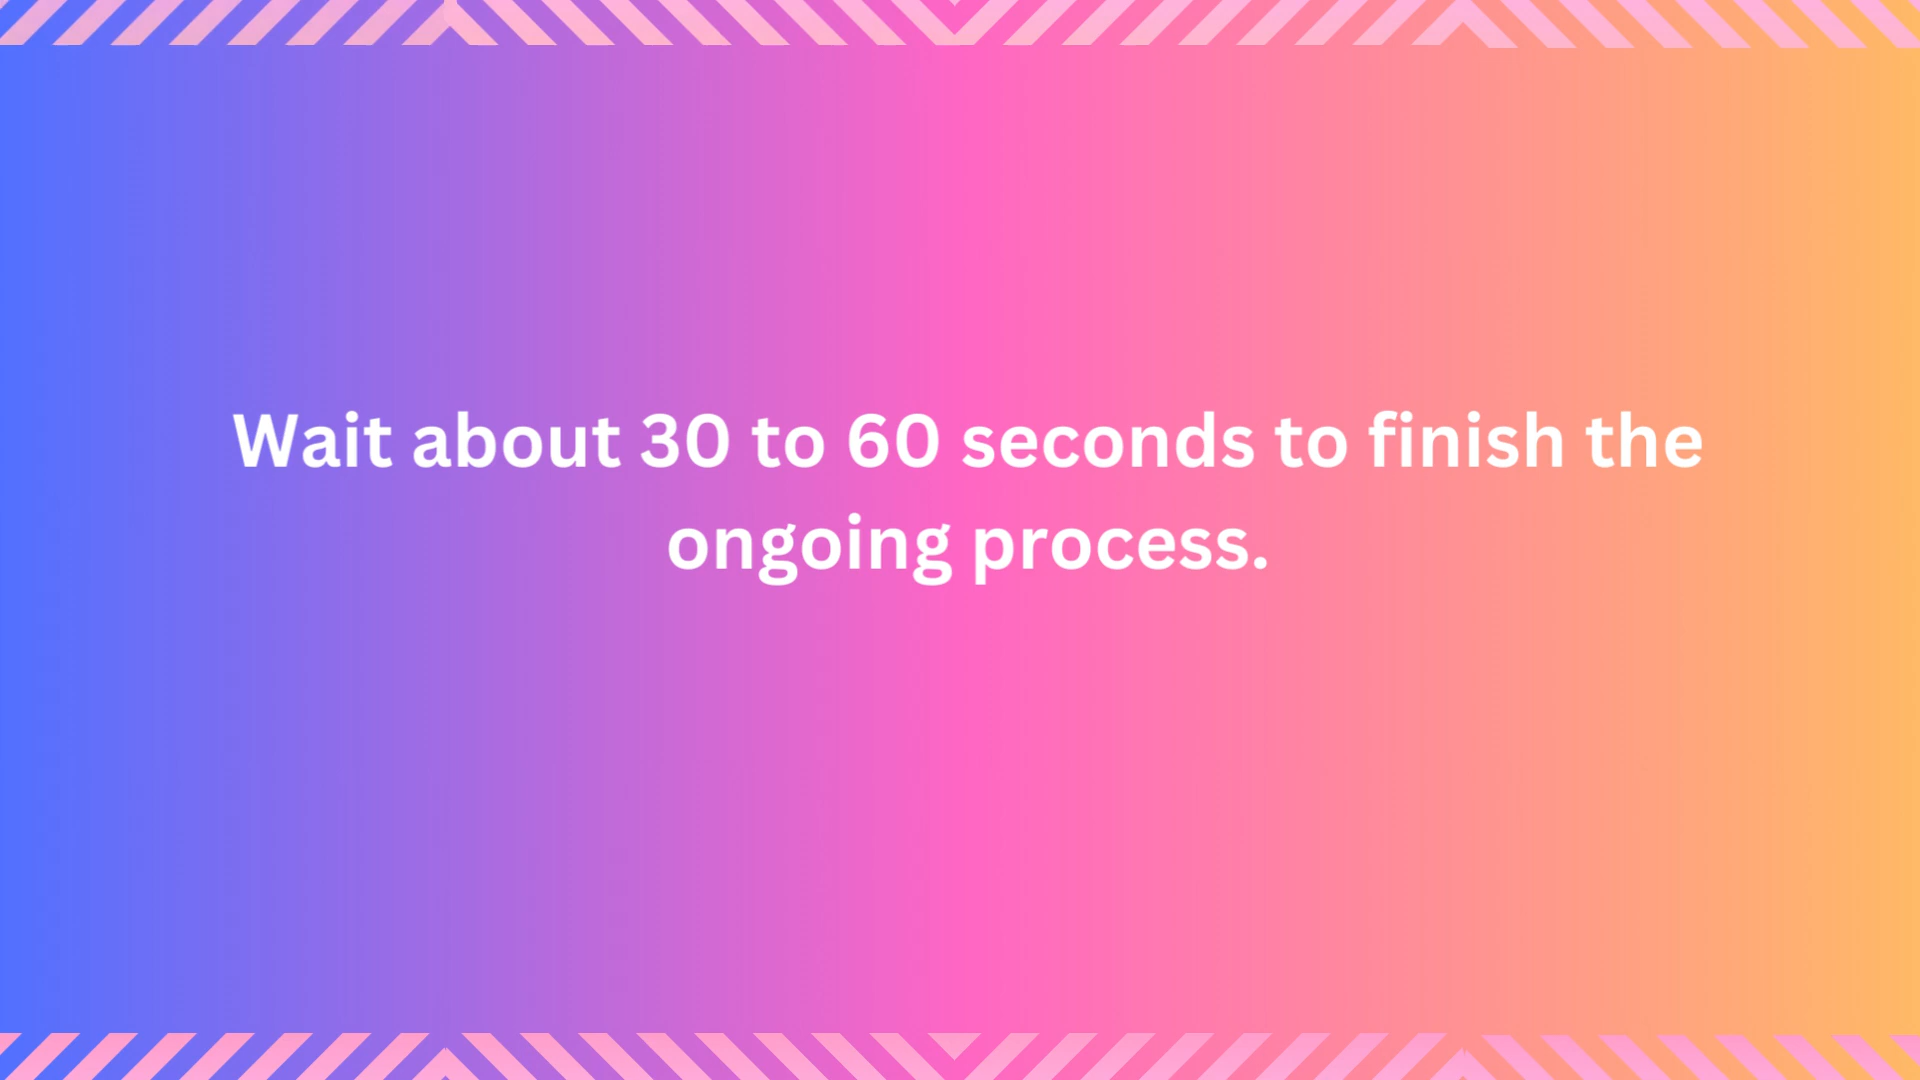 Wait about 30 to 60 seconds to finish the
ongoing process.